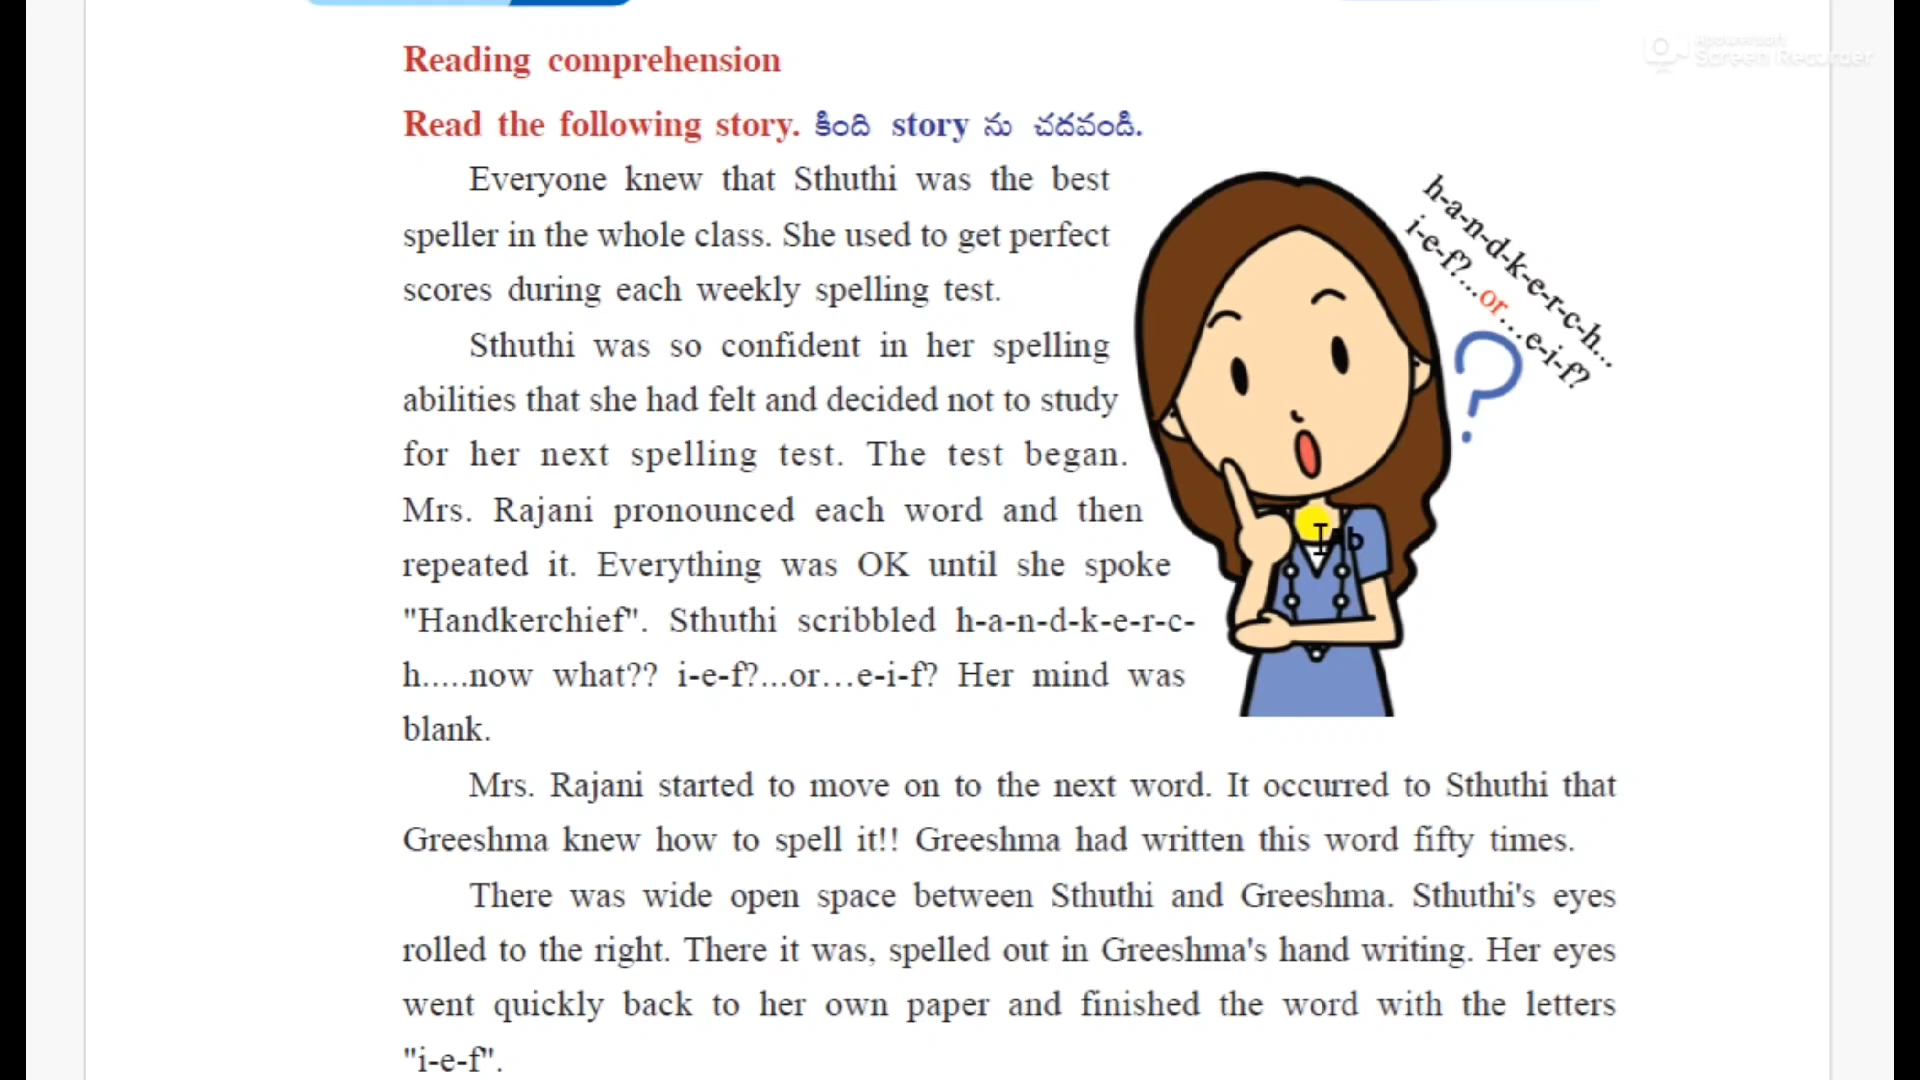 Apowersoft
Screen Recorder
Reading comprehension
Read the following story. కింది story ను చదవండి.
Everyone knew that Sthuthi was the best
speller in the whole class. She used to get perfect
scores during each weekly spelling test.
Sthuthi was so confident in her spelling
abilities that she had felt and decided not to study
for her next spelling test. The test began.
Mrs. Rajani pronounced each word and then
repeated it. Everything was OK until she spoke
"Handkerchief". Sthuthi scribbled h-a-n-d-k-e-r-c-
h.....now what?? i-e-f?...or...e-i-f? Her mind was
blank.
h-a-n-d-k-e-r-c-h...
i-e-f?...or...e-i-f?
?
Mrs. Rajani started to move on to the next word. It occurred to Sthuthi that
Greeshma knew how to spell it!! Greeshma had written this word fifty times.
There was wide open space between Sthuthi and Greeshma. Sthuthi's eyes
rolled to the right. There it was, spelled out in Greeshma's hand writing. Her eyes
went quickly back to her own paper and finished the word with the letters
"i-e-f".